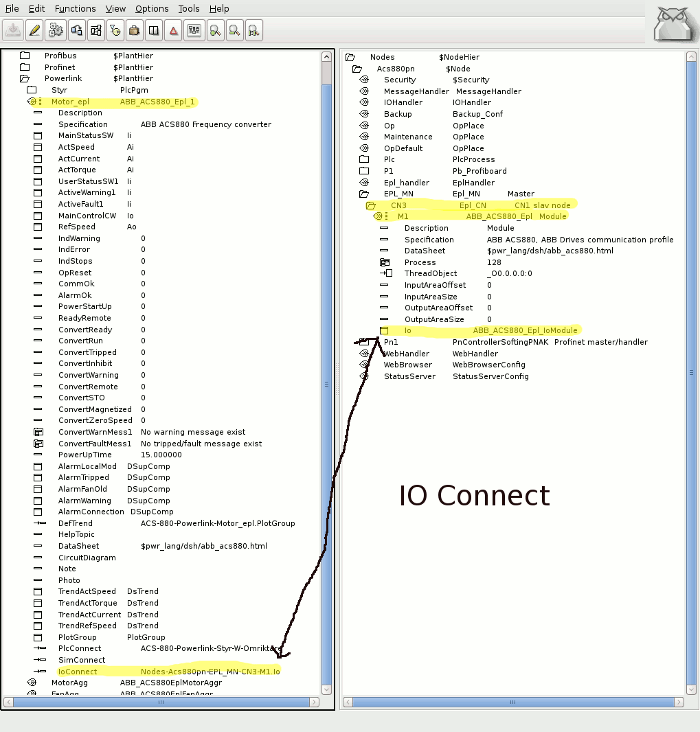 File Edit Functions View Options Tools Help
Profibus $PlantHier
Profinet $PlantHier
Powerlink $PlantHier
Styr PlcPgm
Motor_epl ABB_ACS880_Epl_1
Description
Specification ABB ACS880 Frequency converter
MainStatusSW Ii
ActSpeed Ai
ActCurrent Ai
ActTorque Ai
UserStatusSW1 Ii
ActiveWarning1 Ii
ActiveFault1 Ii
MainControlCW Io
RefSpeed Ao
IndWarning 0
IndError 0
IndStops 0
OpReset 0
CommOk 0
AlarmOk 0
PowerStartUp 0
ReadyRemote 0
ConvertReady 0
ConvertRun 0
ConvertTripped 0
ConvertInhibit 0
ConvertWarning 0
ConvertRemote 0
ConvertSTO 0
ConvertMagnetized 0
ConvertZeroSpeed 0
ConvertWarnMess1 No warning message exist
ConvertFaultMess1 No tripped/fault message exist
PowerUpTime 15.000000
AlarmLocalMod DSupComp
AlarmTripped DSupComp
AlarmFanOld DSupComp
AlarmWarning DSupComp
AlarmConnection DSupComp
DefTrend ACS-880-Powerlink-Motor_epl.PlotGroup
HelpTopic
DataSheet $pwr_lang/dsh/abb_acs880.html
CircuitDiagram
Note
Photo
TrendActSpeed DsTrend
TrendActTorque DsTrend
TrendActCurrent DsTrend
TrendRefSpeed DsTrend
PlotGroup PlotGroup
PlcConnect ACS-880-Powerlink-Styr-W-Omriktare
SimConnect
IoConnect Nodes-Acs880pn-EPL_MN-CN3-M1.Io
MotorAgg ABB_ACS880EplMotorAggr
FanAgg ABB_ACS880EplFanAggr
Nodes $NodeHier
Acs880pn $Node
Security $Security
MessageHandler MessageHandler
IOHandler IOHandler
Backup Backup_Conf
Op OpPlace
Maintenance OpPlace
OpDefault OpPlace
Plc PlcProcess
P1 Pb_Profiboard
Epl_handler EplHandler
EPL_MN Epl_MN Master
CN3 Epl_CN CN1 slav node
M1 ABB_ACS880_Epl Module
Description Module
Specification ABB ACS880, ABB Drives communication profile
DataSheet $pwr_lang/dsh/abb_acs880.html
Process 128
ThreadObject _O0.0.0.0:0
InputAreaOffset 0
InputAreaSize 0
OutputAreaOffset 0
OutputAreaSize 0
Io ABB_ACS880_Epl_IoModule
Pn1 PnControllerSoftingPNAK Profinet master/handler
WebHandler WebHandler
WebBrowser WebBrowserConfig
StatusServer StatusServerConfig
IO Connect